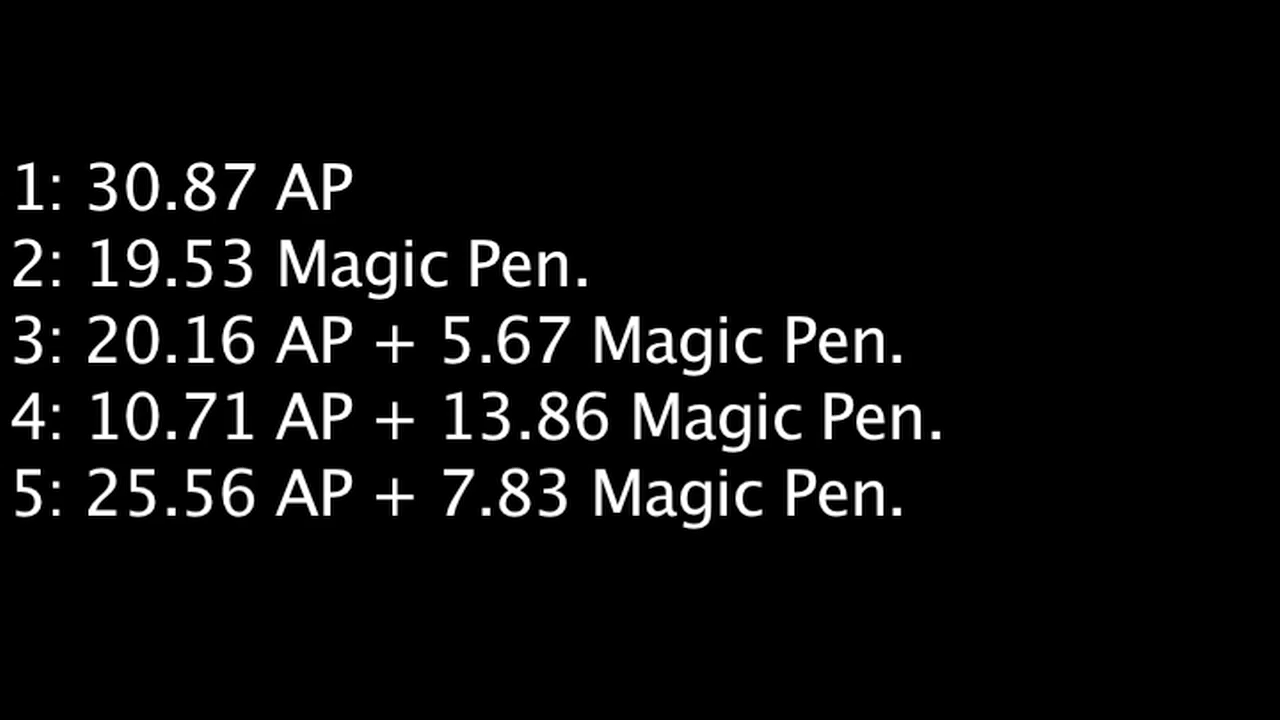 1: 30.87 AP
2: 19.53 Magic Pen.
3: 20.16 AP + 5.67 Magic Pen.
4: 10.71 AP + 13.86 Magic Pen.
5: 25.56 AP + 7.83 Magic Pen.